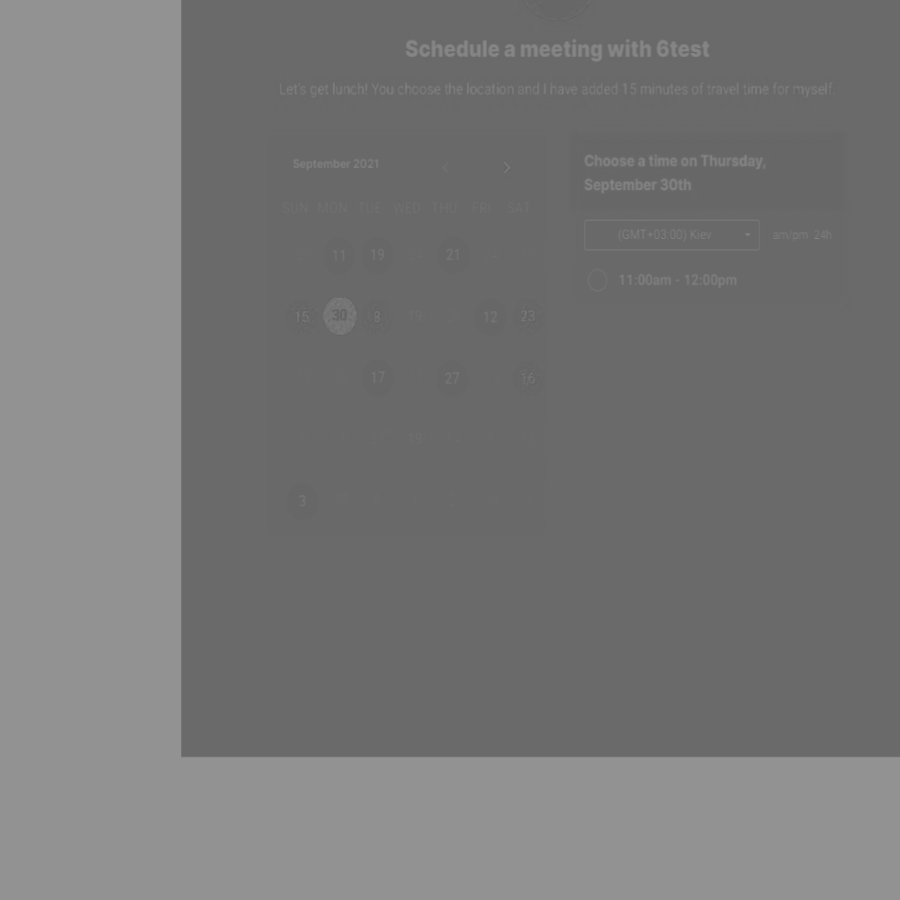 Schedule a meeting with 6test
Let's get lunch! You choose the location and I have added 15 minutes of travel time for myself.
September 2021
SUN MON TUE WED THU FRI SAT
11 19 21
15 30 8 19 12 23
17 27 16
3
Choose a time on Thursday,
September 30th
(GMT+03:00) Kiev am/pm 24h
11:00am - 12:00pm